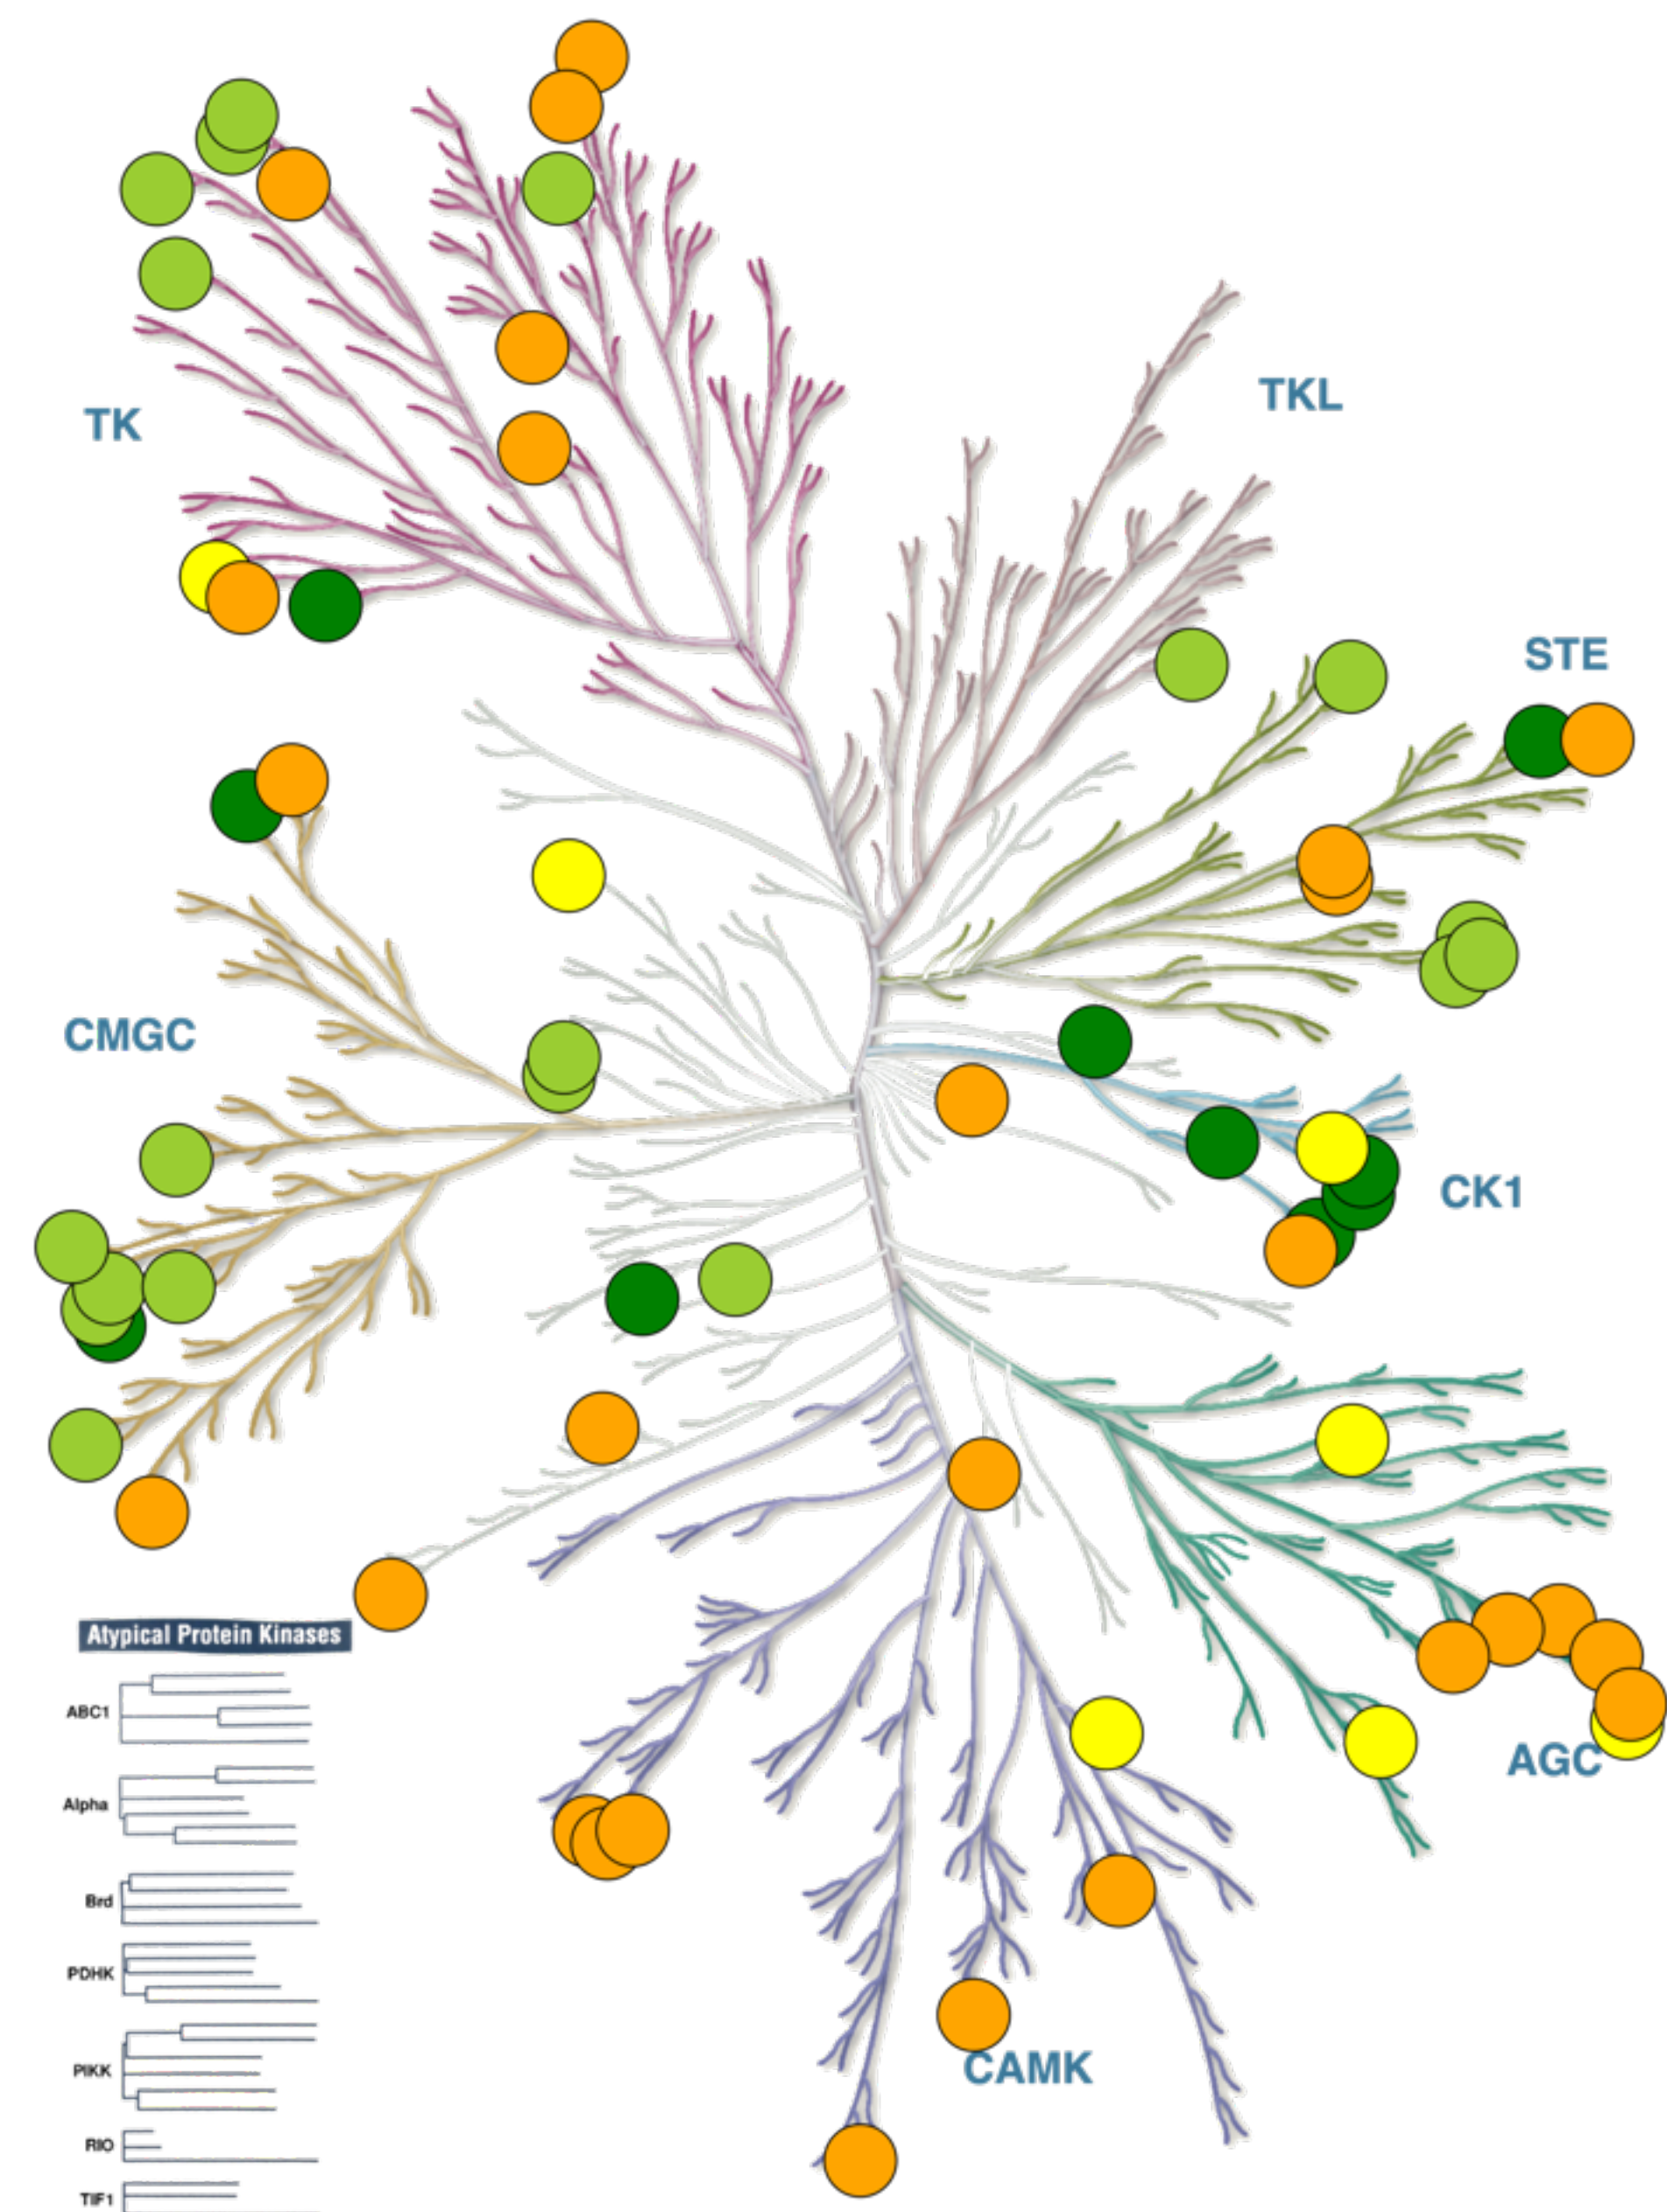 TK
TKL
STE
CMGC
CK1
AGC
CAMK
Atypical Protein Kinases
ABC1
Alpha
Brd
PDHK
PIKK
RIO
TIF1